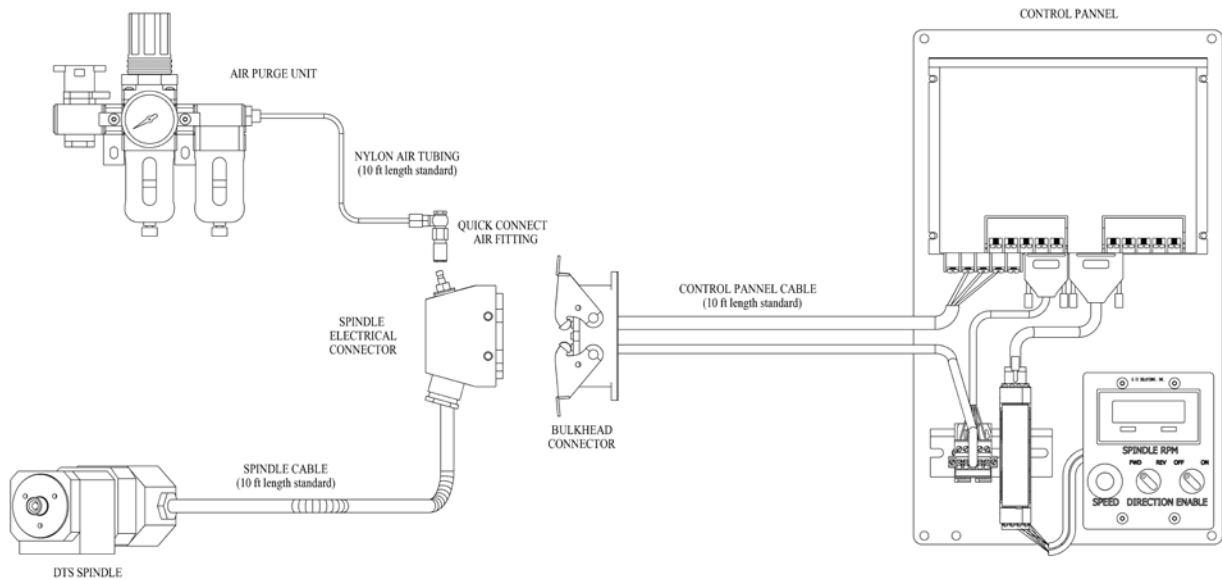 CONTROL PANNEL
AIR PURGE UNIT
NYLON AIR TUBING
(10 ft length standard)
QUICK CONNECT
AIR FITTING
SPINDLE
ELECTRICAL
CONNECTOR
CONTROL PANNEL CABLE
(10 ft length standard)
BULKHEAD
CONNECTOR
SPINDLE CABLE
(10 ft length standard)
DTS SPINDLE
SPINDLE RPM
FWD REV OFF ON
SPEED DIRECTION ENABLE